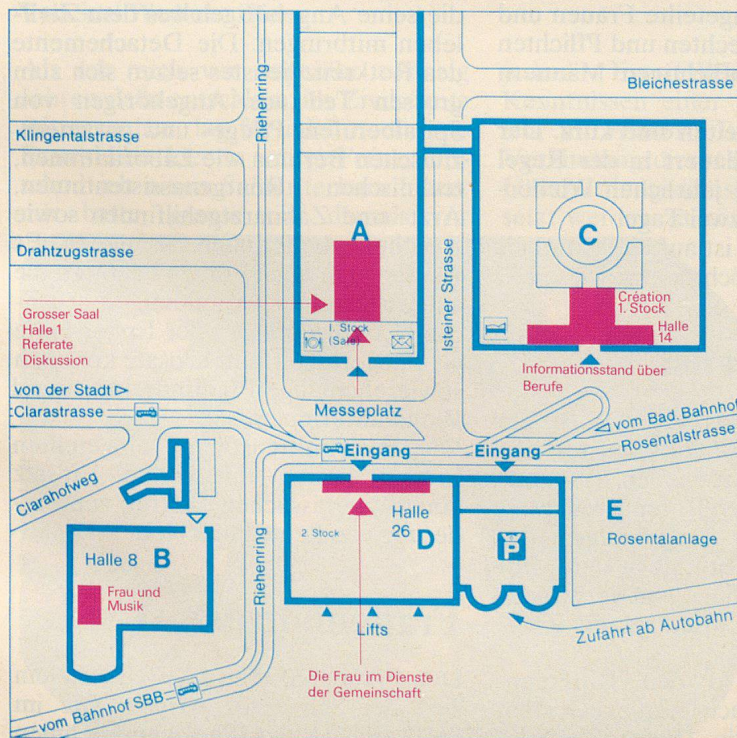 Bleichestrasse
Riehenring
Klingentalstrasse
Drahtzugstrasse
A
C
Isteiner Strasse
Grosser Saal
Halle 1
Referate
Diskussion
1. Stock
(Saal)
Création
1. Stock
Halle
14
Informationsstand über
Berufe
von der Stadt
Clarastrasse
Messeplatz
vom Bad. Bahnhof
Rosentalstrasse
Eingang
Eingang
Clarahofweg
Halle 8
B
Frau und
Musik
Riehenring
2. Stock
Halle
26
D
P
E
Rosentalanlage
Lifts
Zufahrt ab Autobahn
Die Frau im Dienste
der Gemeinschaft
vom Bahnhof SBB